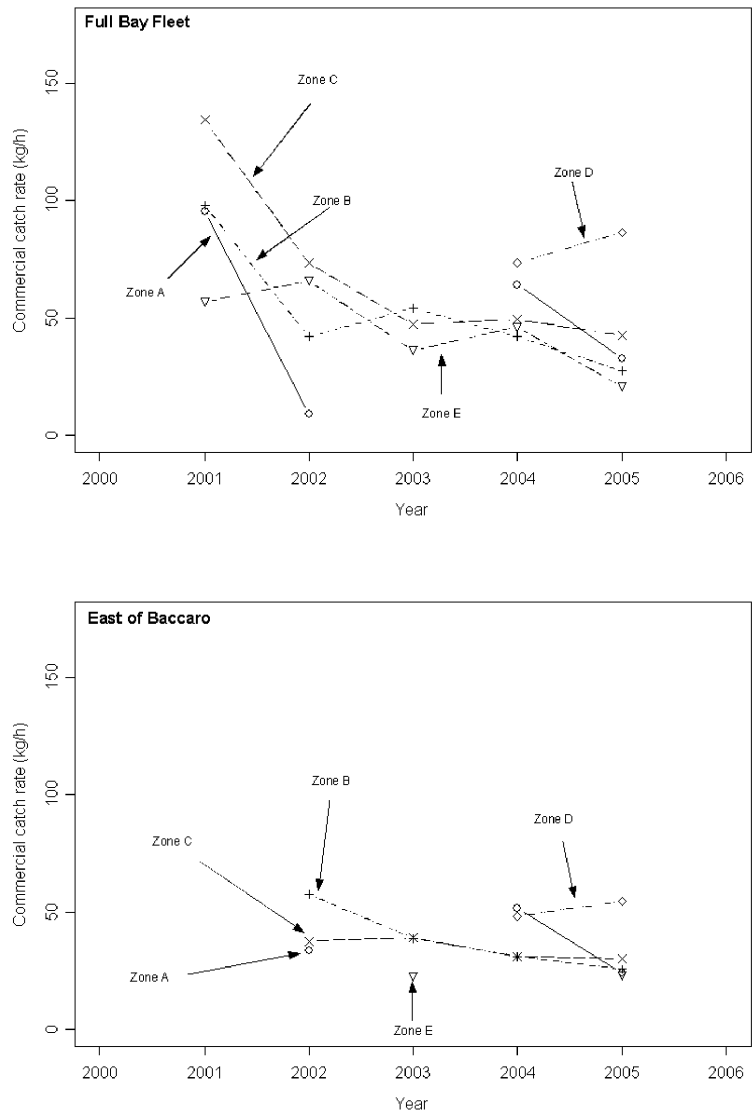 Full Bay Fleet
Commercial catch rate (kg/h)
150
100
50
0
Zone C
Zone B
Zone D
Zone A
Zone E
2000 2001 2002 2003 2004 2005 2006
Year
East of Baccaro
Commercial catch rate (kg/h)
150
100
50
0
Zone B
Zone C
Zone D
Zone A
Zone E
2000 2001 2002 2003 2004 2005 2006
Year